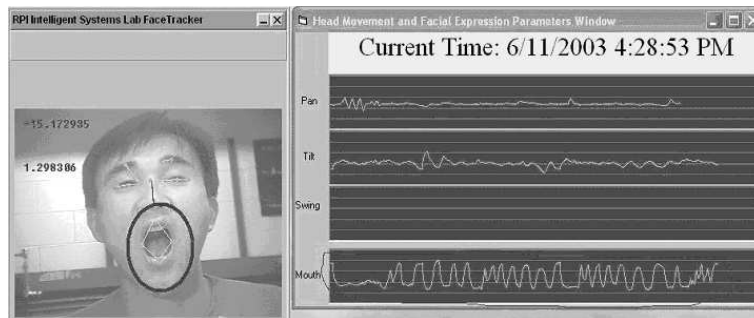 RPI Intelligent Systems Lab FaceTracker
-15.172935
1.298306
Head Movement and Facial Expression Parameters Window
Current Time: 6/11/2003 4:28:53 PM
Pan
Tilt
Swing
Mouth